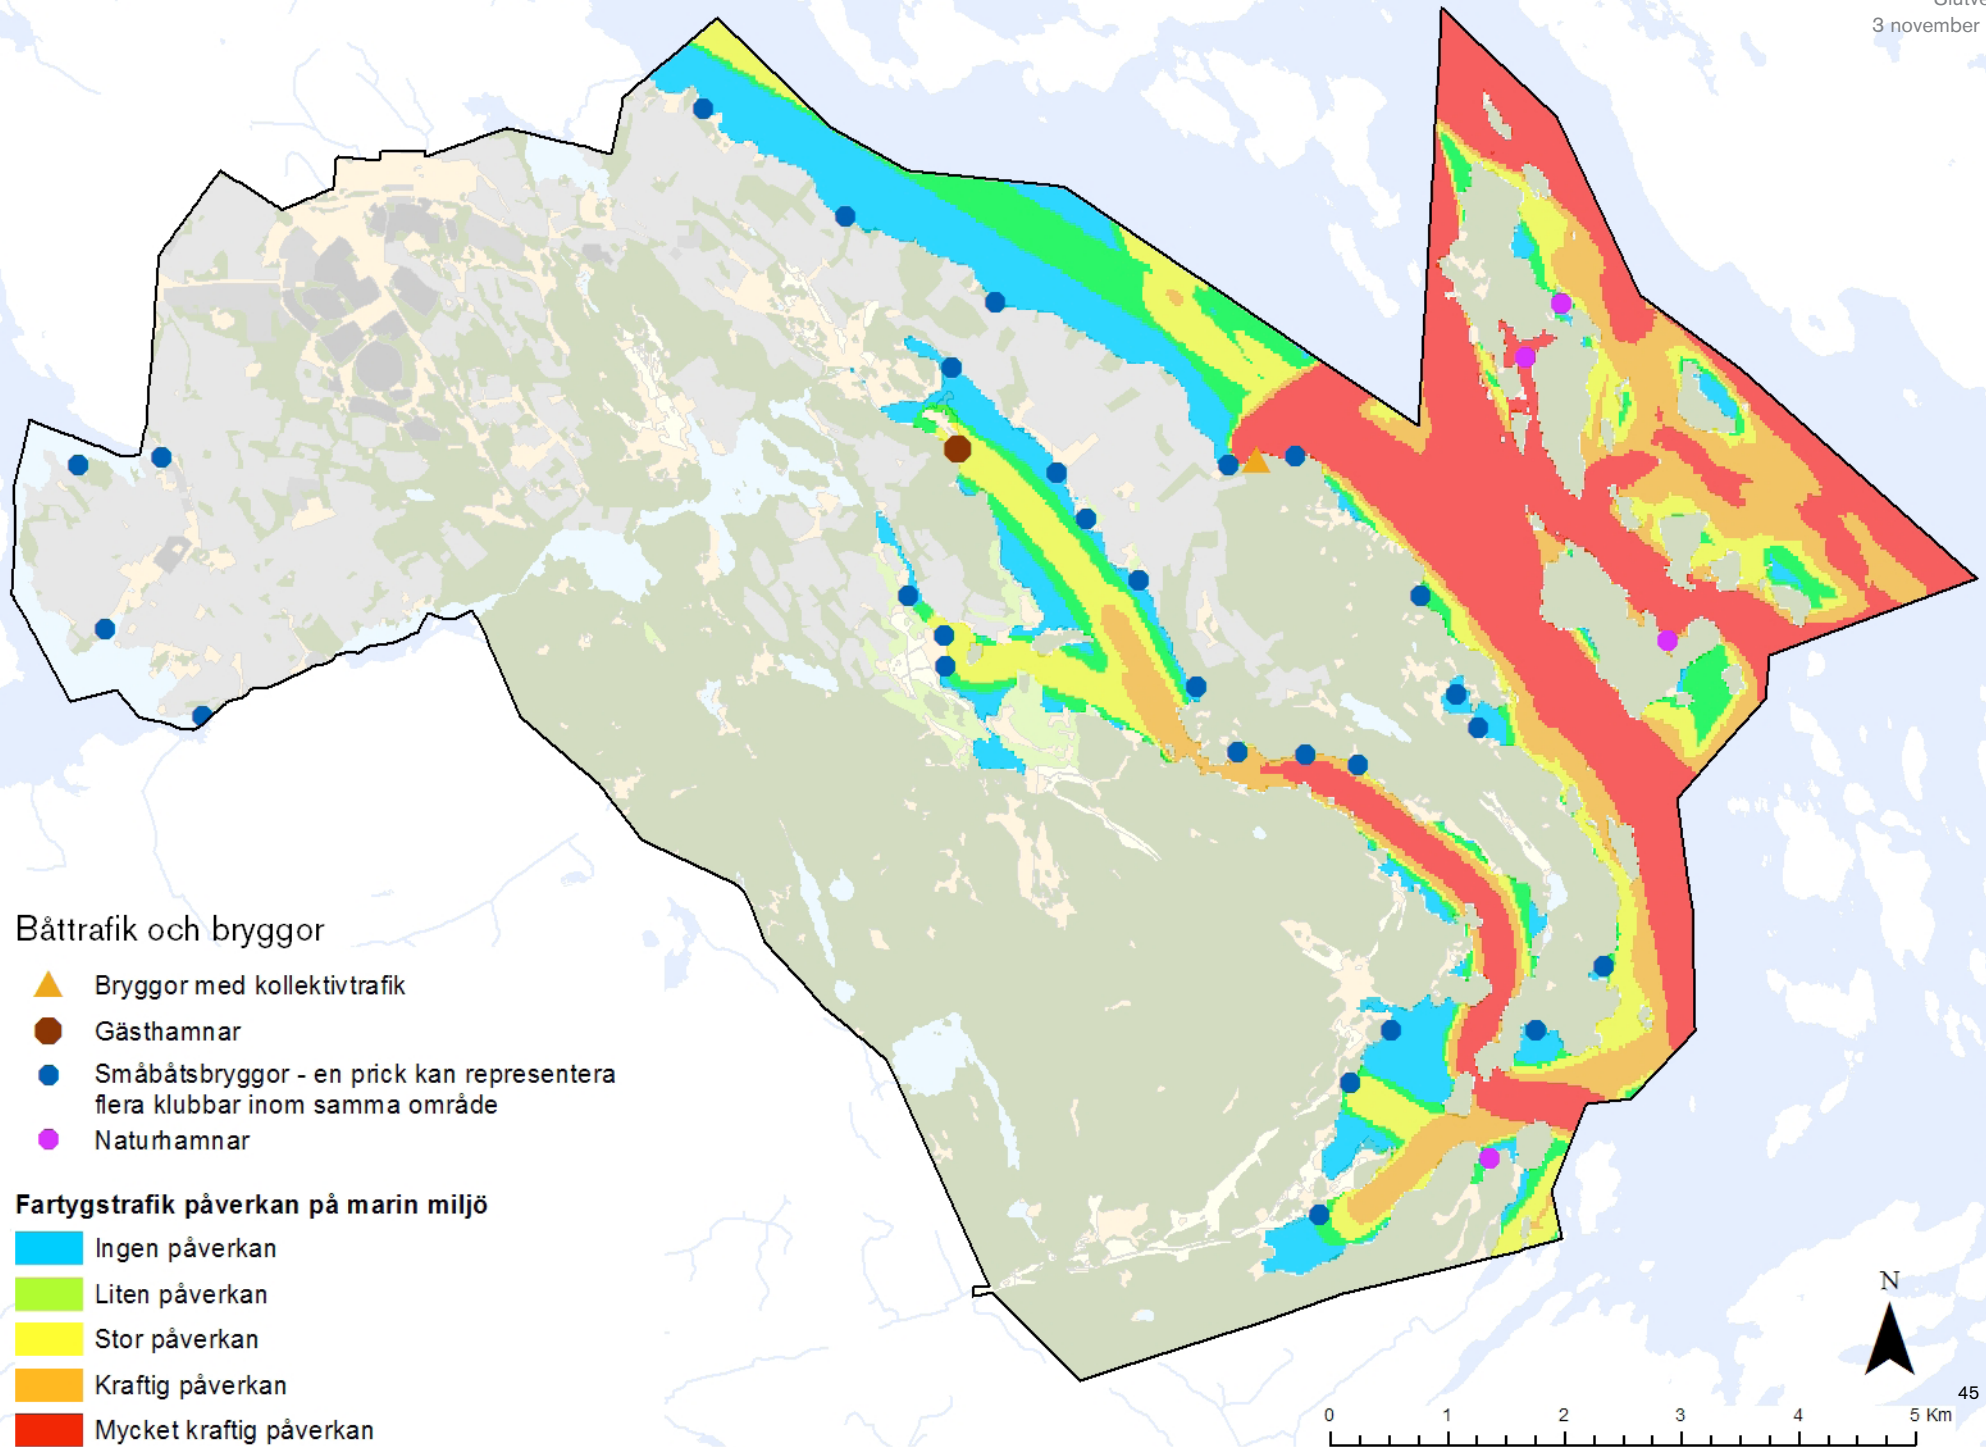 3 november
Båttrafik och bryggor
Bryggor med kollektivtrafik
Gästhamnar
Småbåtsbryggor - en prick kan representera
flera klubbar inom samma område
Naturhamnar
Fartygstrafik påverkan på marin miljö
Ingen påverkan
Liten påverkan
Stor påverkan
Kraftig påverkan
Mycket kraftig påverkan
N
45
0 1 2 3 4 5 Km